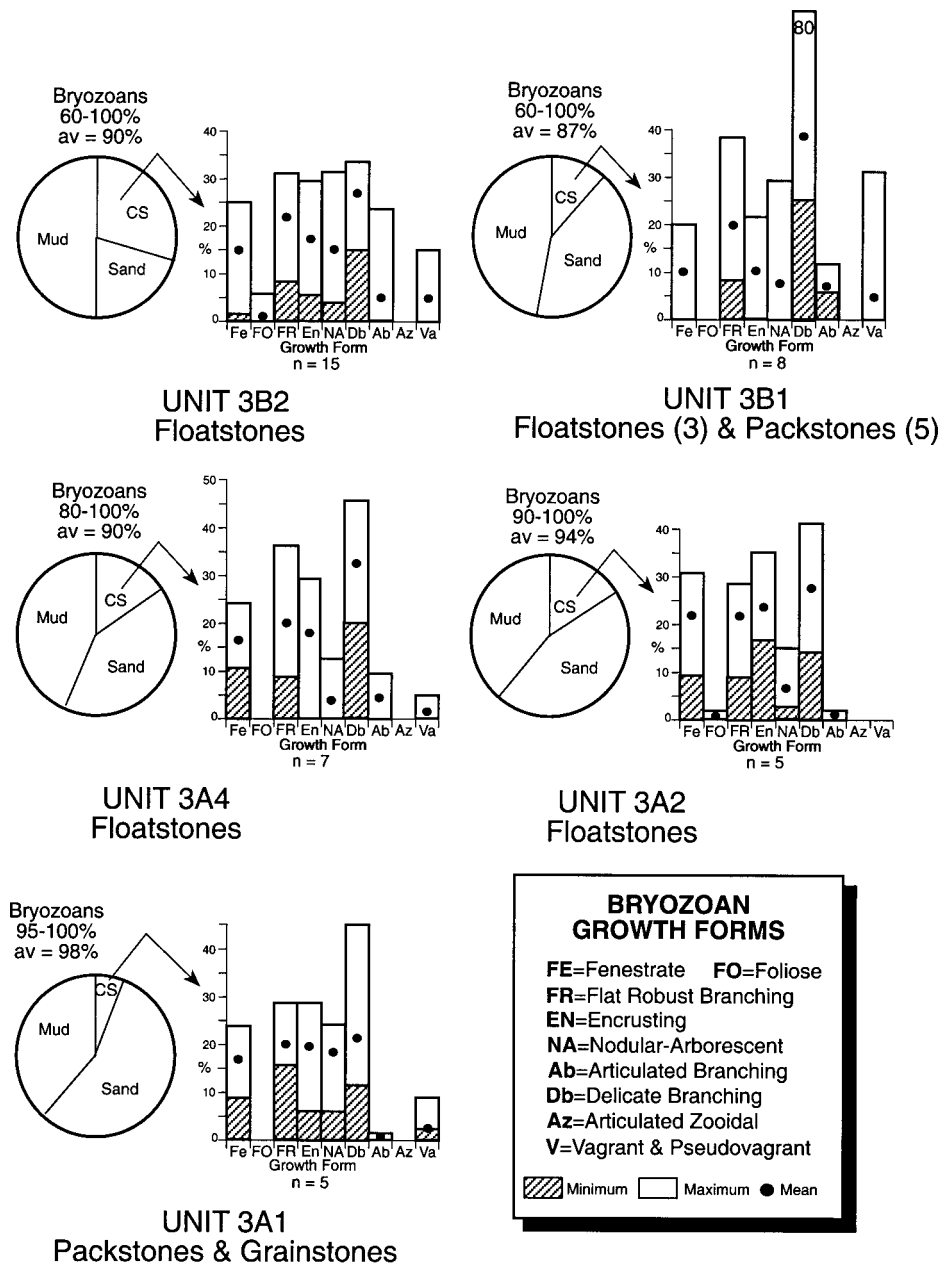 Bryozoans
60-100%
av = 90%
Mud
CS
Sand
40
30
20
%
10
0
Fe FO FR En NA Db Ab Az Va
Growth Form
n = 15
UNIT 3B2
Floatstones
Bryozoans
60-100%
av = 87%
Mud
CS
Sand
80
40
30
20
%
10
0
Fe FO FR En NA Db Ab Az Va
Growth Form
n = 8
UNIT 3B1
Floatstones (3) & Packstones (5)
Bryozoans
80-100%
av = 90%
Mud
CS
Sand
50
40
30
20
%
10
0
Fe FO FR En NA Db Ab Az Va
Growth Form
n = 7
UNIT 3A4
Floatstones
Bryozoans
90-100%
av = 94%
Mud
CS
Sand
40
30
20
%
10
0
Fe FO FR En NA Db Ab Az Va
Growth Form
n = 5
UNIT 3A2
Floatstones
Bryozoans
95-100%
av = 98%
Mud
CS
Sand
40
30
20
%
10
0
Fe FO FR En NA Db Ab Az Va
Growth Form
n = 5
UNIT 3A1
Packstones & Grainstones
BRYOZOAN
GROWTH FORMS
FE=Fenestrate FO=Foliose
FR=Flat Robust Branching
EN=Encrusting
NA=Nodular-Arborescent
Ab=Articulated Branching
Db=Delicate Branching
Az=Articulated Zooidal
V=Vagrant & Pseudovagrant
Minimum Maximum Mean